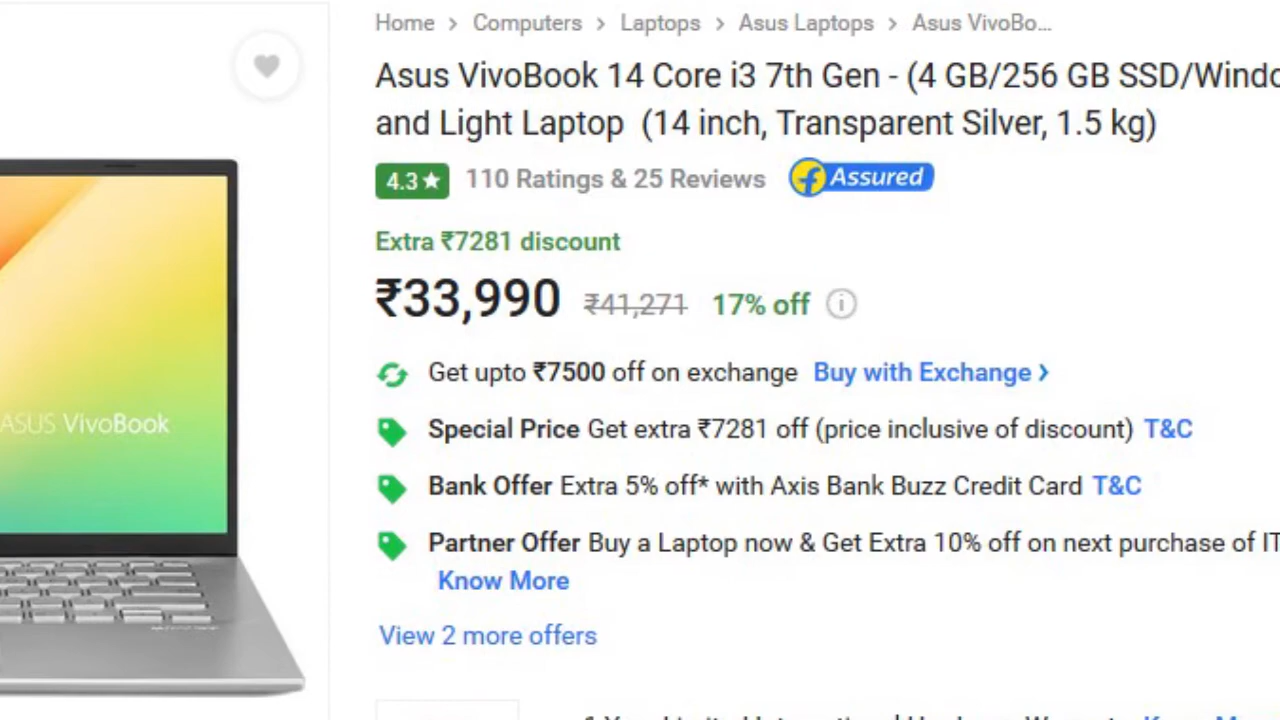 Home > Computers > Laptops > Asus Laptops > Asus VivoBo...
Asus VivoBook 14 Core i3 7th Gen - (4 GB/256 GB SSD/Windo
and Light Laptop (14 inch, Transparent Silver, 1.5 kg)
4.3★ 110 Ratings & 25 Reviews Assured
Extra ₹7281 discount
₹33,990 ₹41,271 17% off
Get upto ₹7500 off on exchange Buy with Exchange >
Special Price Get extra ₹7281 off (price inclusive of discount) T&C
ASUS VivoBook
Bank Offer Extra 5% off* with Axis Bank Buzz Credit Card T&C
Partner Offer Buy a Laptop now & Get Extra 10% off on next purchase of IT
Know More
View 2 more offers